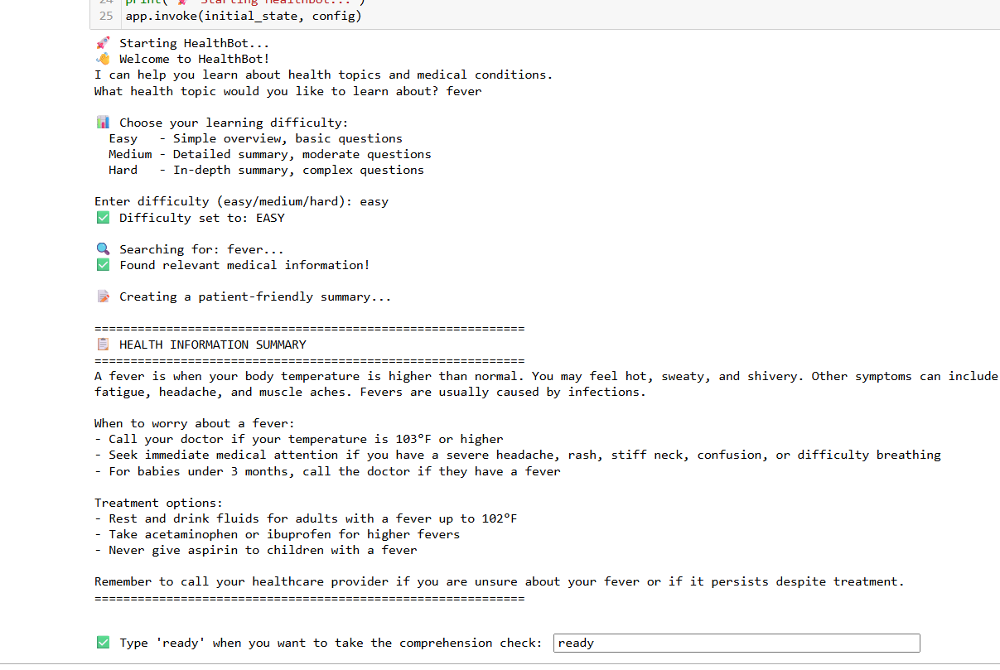 24 print("🚀 Starting HealthBot...")
25 app.invoke(initial_state, config)
🚀 Starting HealthBot...
👋 Welcome to HealthBot!
I can help you learn about health topics and medical conditions.
What health topic would you like to learn about? fever
📊 Choose your learning difficulty:
Easy - Simple overview, basic questions
Medium - Detailed summary, moderate questions
Hard - In-depth summary, complex questions
Enter difficulty (easy/medium/hard): easy
✅ Difficulty set to: EASY
🔍 Searching for: fever...
✅ Found relevant medical information!
📝 Creating a patient-friendly summary...
============================================================
📋 HEALTH INFORMATION SUMMARY
============================================================
A fever is when your body temperature is higher than normal. You may feel hot, sweaty, and shivery. Other symptoms can include
fatigue, headache, and muscle aches. Fevers are usually caused by infections.
When to worry about a fever:
- Call your doctor if your temperature is 103°F or higher
- Seek immediate medical attention if you have a severe headache, rash, stiff neck, confusion, or difficulty breathing
- For babies under 3 months, call the doctor if they have a fever
Treatment options:
- Rest and drink fluids for adults with a fever up to 102°F
- Take acetaminophen or ibuprofen for higher fevers
- Never give aspirin to children with a fever
Remember to call your healthcare provider if you are unsure about your fever or if it persists despite treatment.
============================================================
✅ Type 'ready' when you want to take the comprehension check: ready